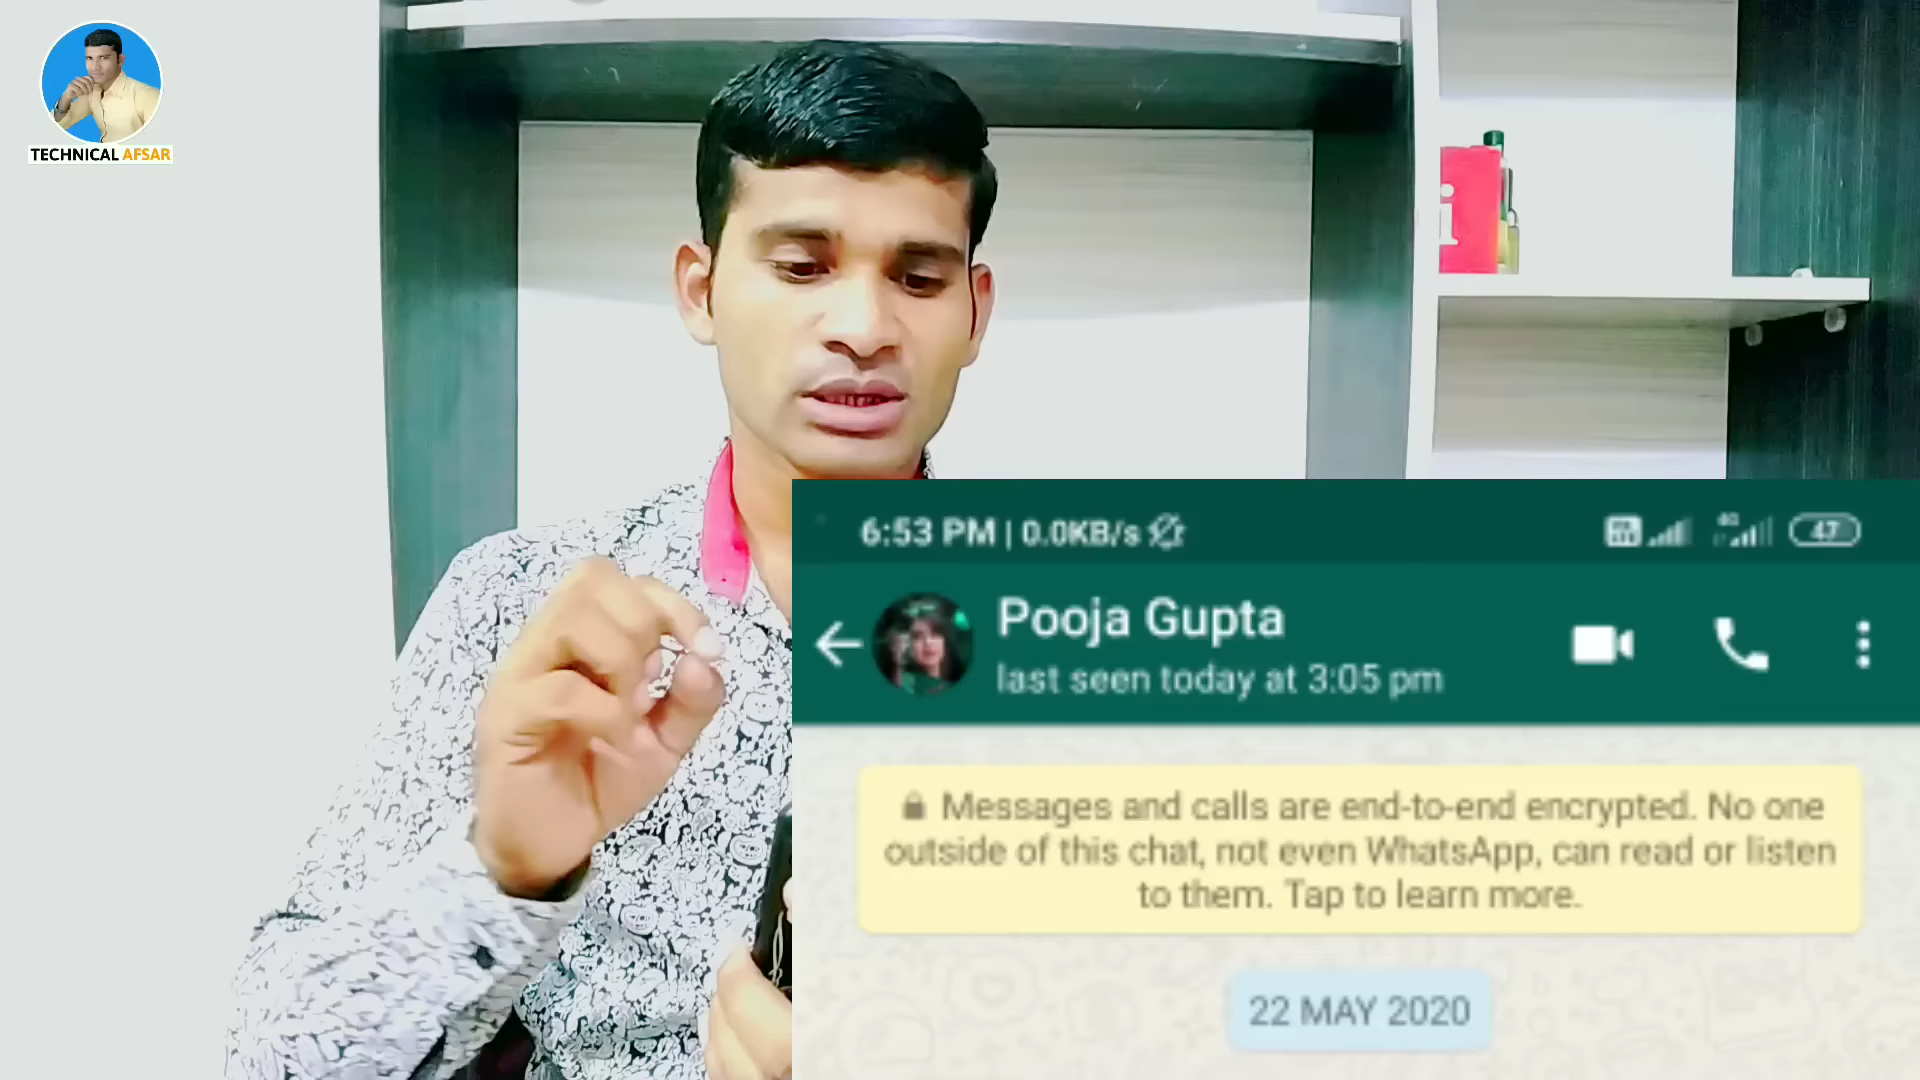 TECHNICAL AFSAR
i
6:53 PM | 0.0KB/s
4G
47
Pooja Gupta
last seen today at 3:05 pm
Messages and calls are end-to-end encrypted. No one
outside of this chat, not even WhatsApp, can read or listen
to them. Tap to learn more.
22 MAY 2020